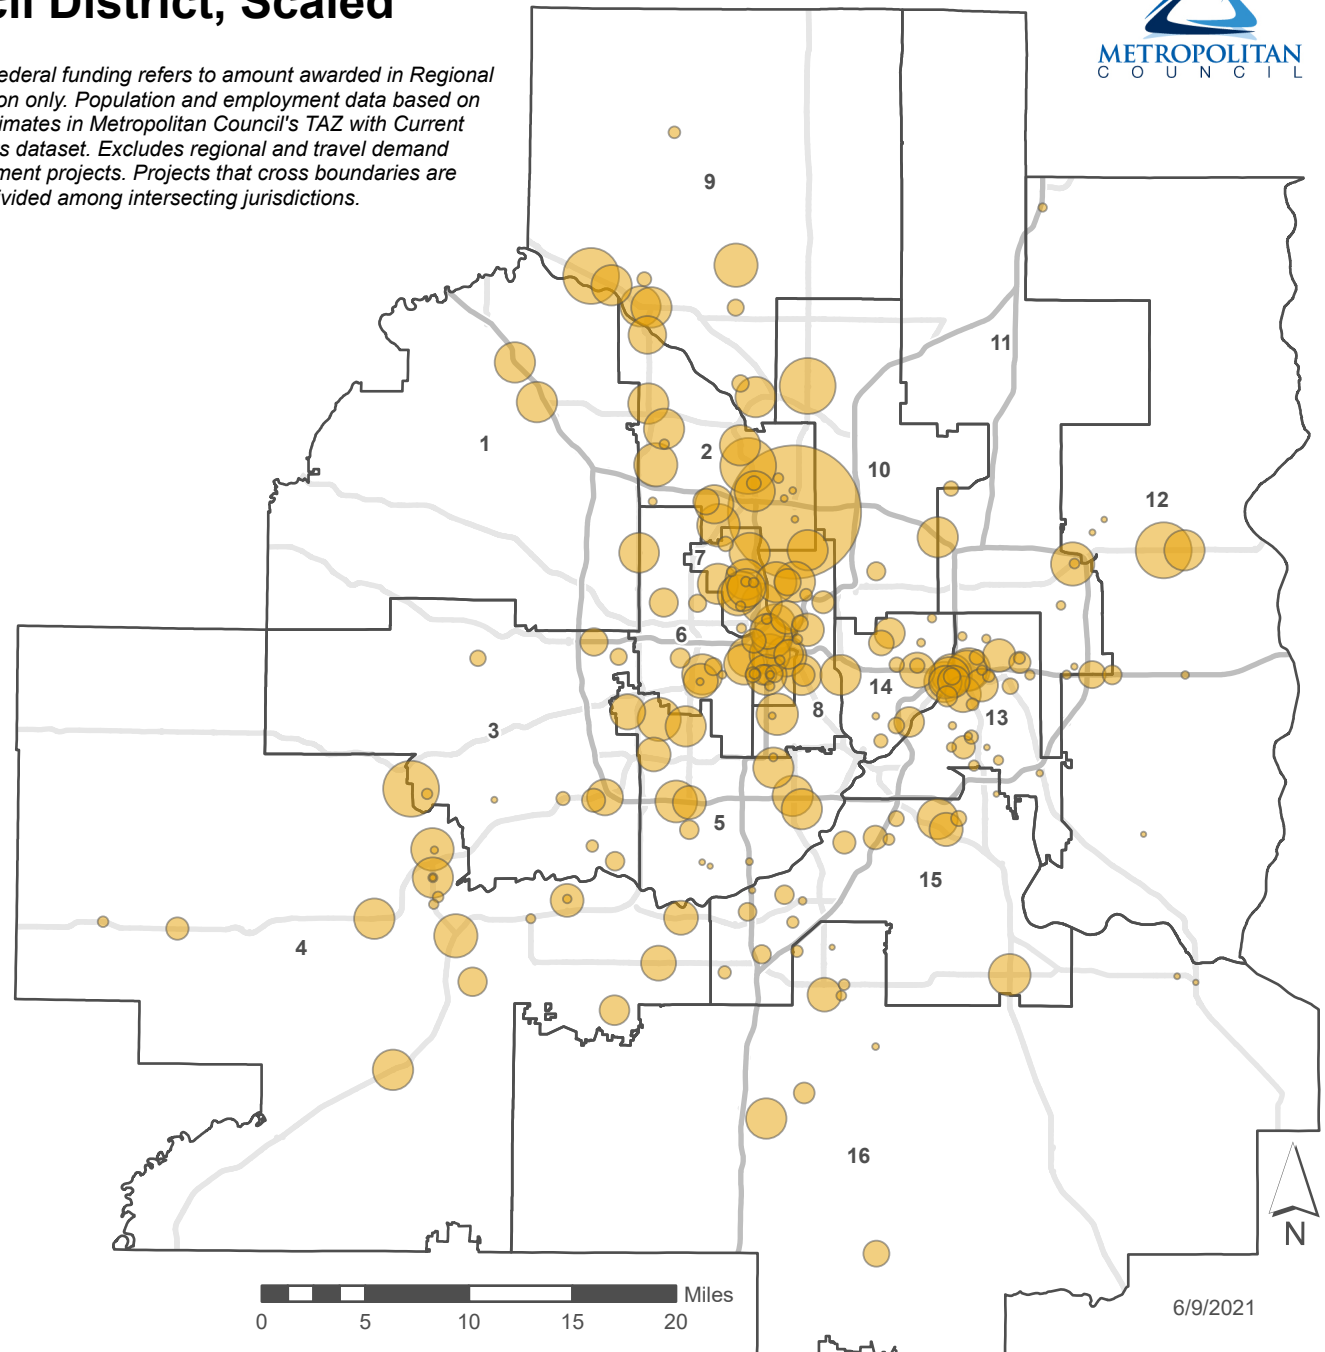 cil District, Scaled
ederal funding refers to amount awarded in Regional
on only. Population and employment data based on
timates in Metropolitan Council's TAZ with Current
s dataset. Excludes regional and travel demand
ment projects. Projects that cross boundaries are
vided among intersecting jurisdictions.
METROPOLITAN
COUNCIL
9
11
1
2
10
12
7
6
14
8
13
3
5
15
4
16
N
Miles
0 5 10 15 20
6/9/2021